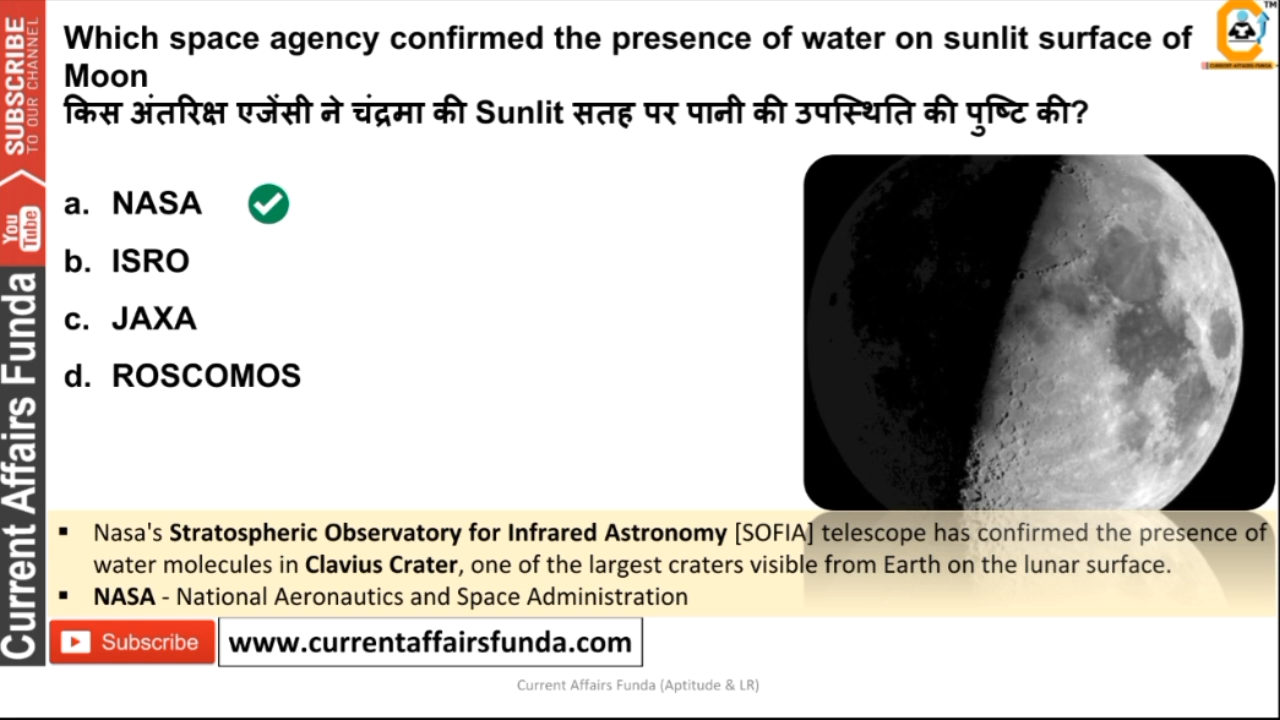 Which space agency confirmed the presence of water on sunlit surface of
Moon
किस अंतरिक्ष एजेंसी ने चंद्रमा की Sunlit सतह पर पानी की उपस्थिति की पुष्टि की?
a. NASA
b. ISRO
c. JAXA
d. ROSCOMOS
▪ Nasa's Stratospheric Observatory for Infrared Astronomy [SOFIA] telescope has confirmed the presence of
water molecules in Clavius Crater, one of the largest craters visible from Earth on the lunar surface.
▪ NASA - National Aeronautics and Space Administration
Subscribe
www.currentaffairsfunda.com
Current Affairs Funda (Aptitude & LR)
SUBSCRIBE
TO OUR CHANNEL
You
Tube
Current Affairs Funda
TM
CURRENT AFFAIRS FUNDA